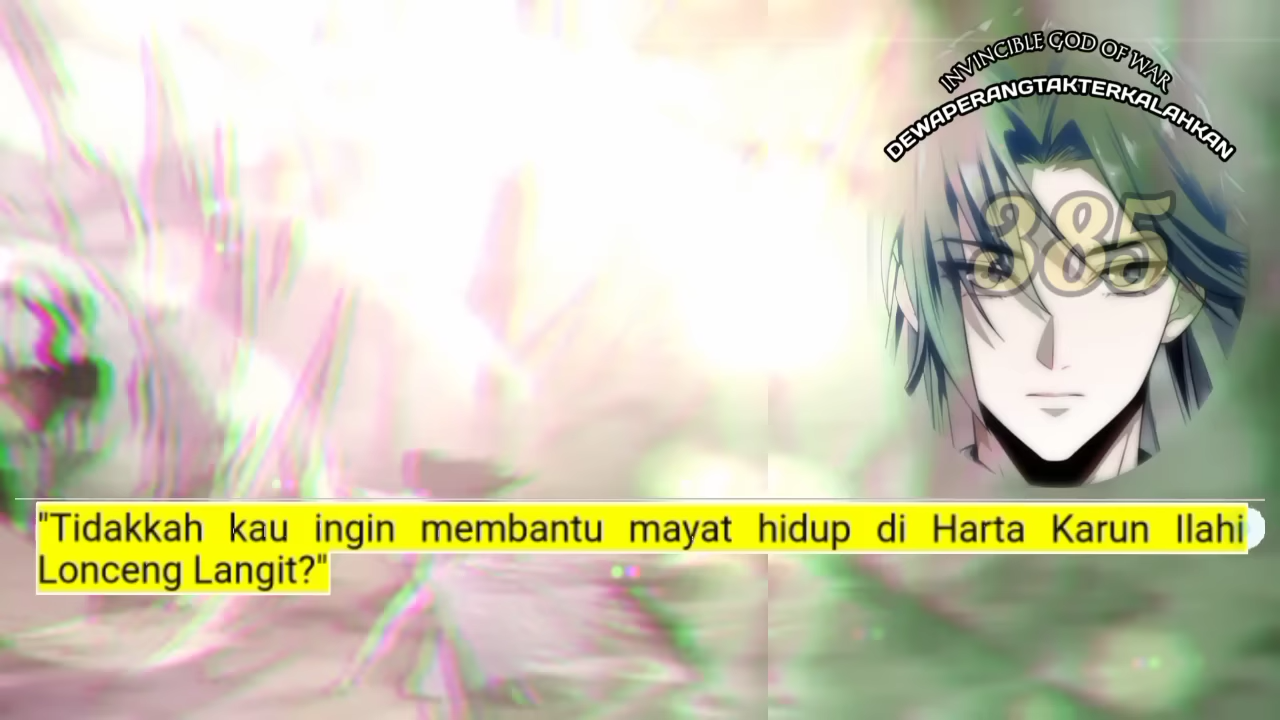 INVINCIBLE GOD OF WAR
DEWAPERANGTAKTERKALAHKAN
385
"Tidakkah kau ingin membantu mayat hidup di Harta Karun Ilahi
Lonceng Langit?"